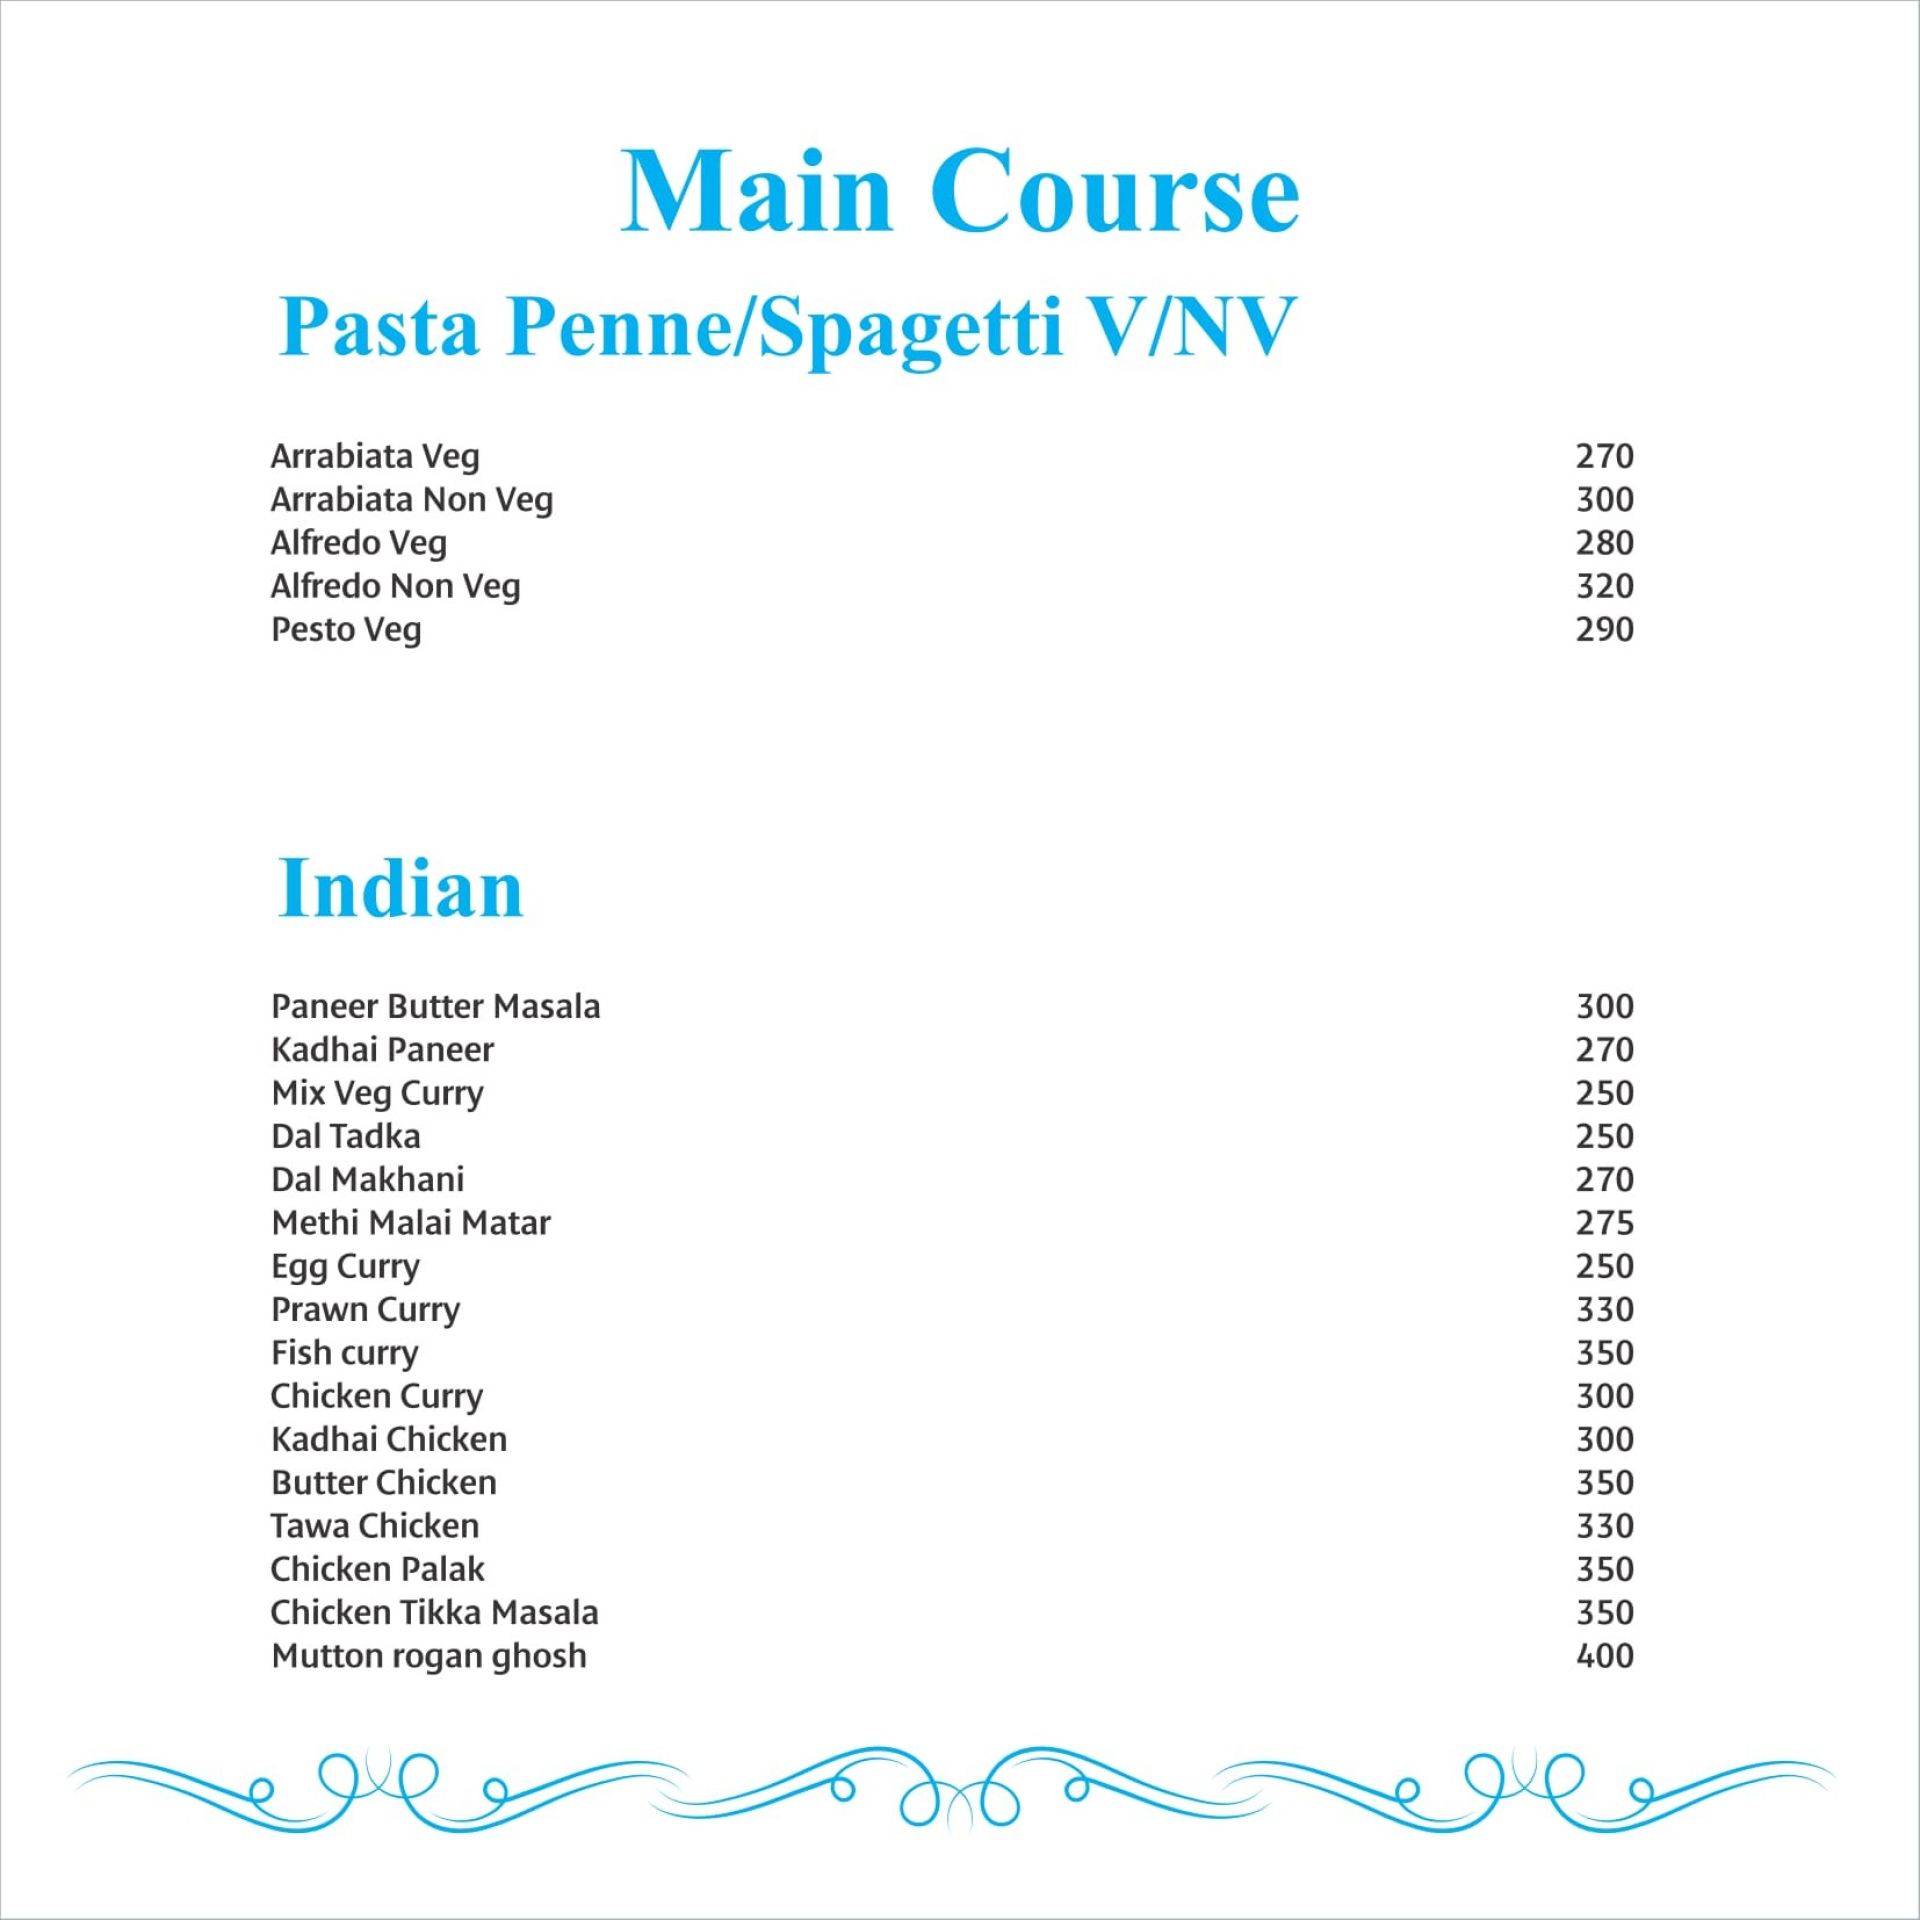 Main Course
Pasta Penne/Spagetti V/NV
Arrabiata Veg 270
Arrabiata Non Veg 300
Alfredo Veg 280
Alfredo Non Veg 320
Pesto Veg 290
Indian
Paneer Butter Masala 300
Kadhai Paneer 270
Mix Veg Curry 250
Dal Tadka 250
Dal Makhani 270
Methi Malai Matar 275
Egg Curry 250
Prawn Curry 330
Fish curry 350
Chicken Curry 300
Kadhai Chicken 300
Butter Chicken 350
Tawa Chicken 330
Chicken Palak 350
Chicken Tikka Masala 350
Mutton rogan ghosh 400